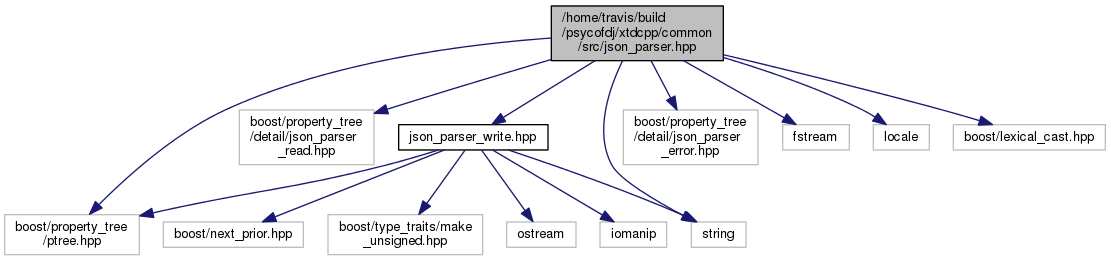 /home/travis/build
/psycofdj/xtdcpp/common
/src/json_parser.hpp
boost/property_tree
/detail/json_parser
_read.hpp
json_parser_write.hpp
boost/property_tree
/detail/json_parser
_error.hpp
fstream
locale
boost/lexical_cast.hpp
boost/property_tree
/ptree.hpp
boost/next_prior.hpp
boost/type_traits/make
_unsigned.hpp
ostream
iomanip
string